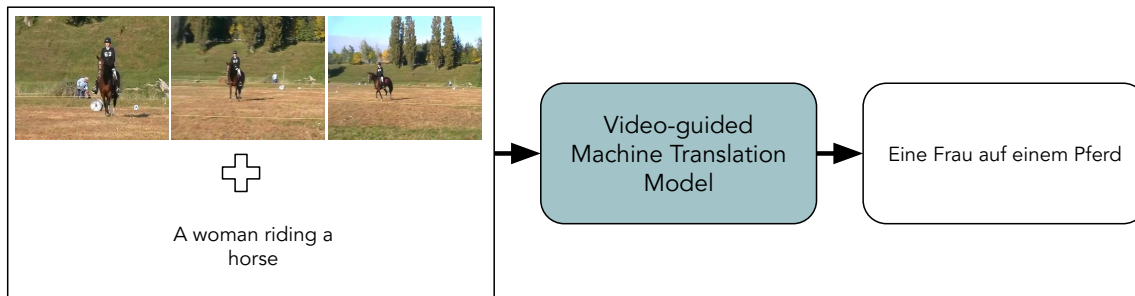 A woman riding a
horse
Video-guided
Machine Translation
Model
Eine Frau auf einem Pferd